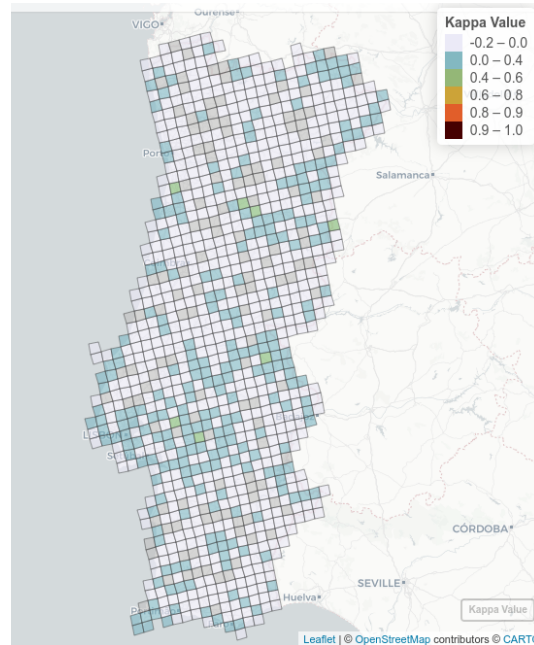 Ourense
VIGO
Kappa Value
-0.2 – 0.0
0.0 – 0.4
0.4 – 0.6
0.6 – 0.8
0.8 – 0.9
0.9 – 1.0
Salamanca
CÓRDOBA
SEVILLE
Huelva
Kappa Value
Leaflet | © OpenStreetMap contributors © CARTO